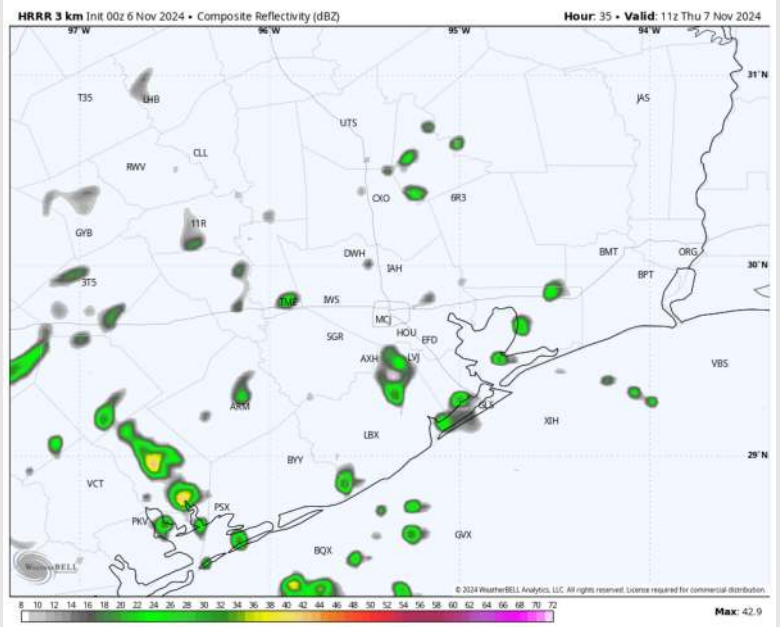 HRRR 3 km Init 00z 6 Nov 2024 • Composite Reflectivity (dBZ) Hour: 35 • Valid: 11z Thu 7 Nov 2024
97°W 96°W 95°W 94°W
31°N
T35 LHB JAS
UTS
CLL
RWV
CXO 6R3
11R
GYB
DWH BMT ORG
IAH 30°N
BPT
3T5
TME IWS
MCJ
SGR HOU EFD
AXH LVJ VBS
ARM GLS
LBX XIH
BYY 29°N
VCT
PSX
PKV
GVX
BQX
WeatherBELL
© 2024 WeatherBELL Analytics, LLC. All rights reserved. License required for commercial distribution.
8 10 12 14 16 18 20 22 24 26 28 30 32 34 36 38 40 42 44 46 48 50 52 54 56 58 60 62 64 66 68 70 72
Max: 42.9